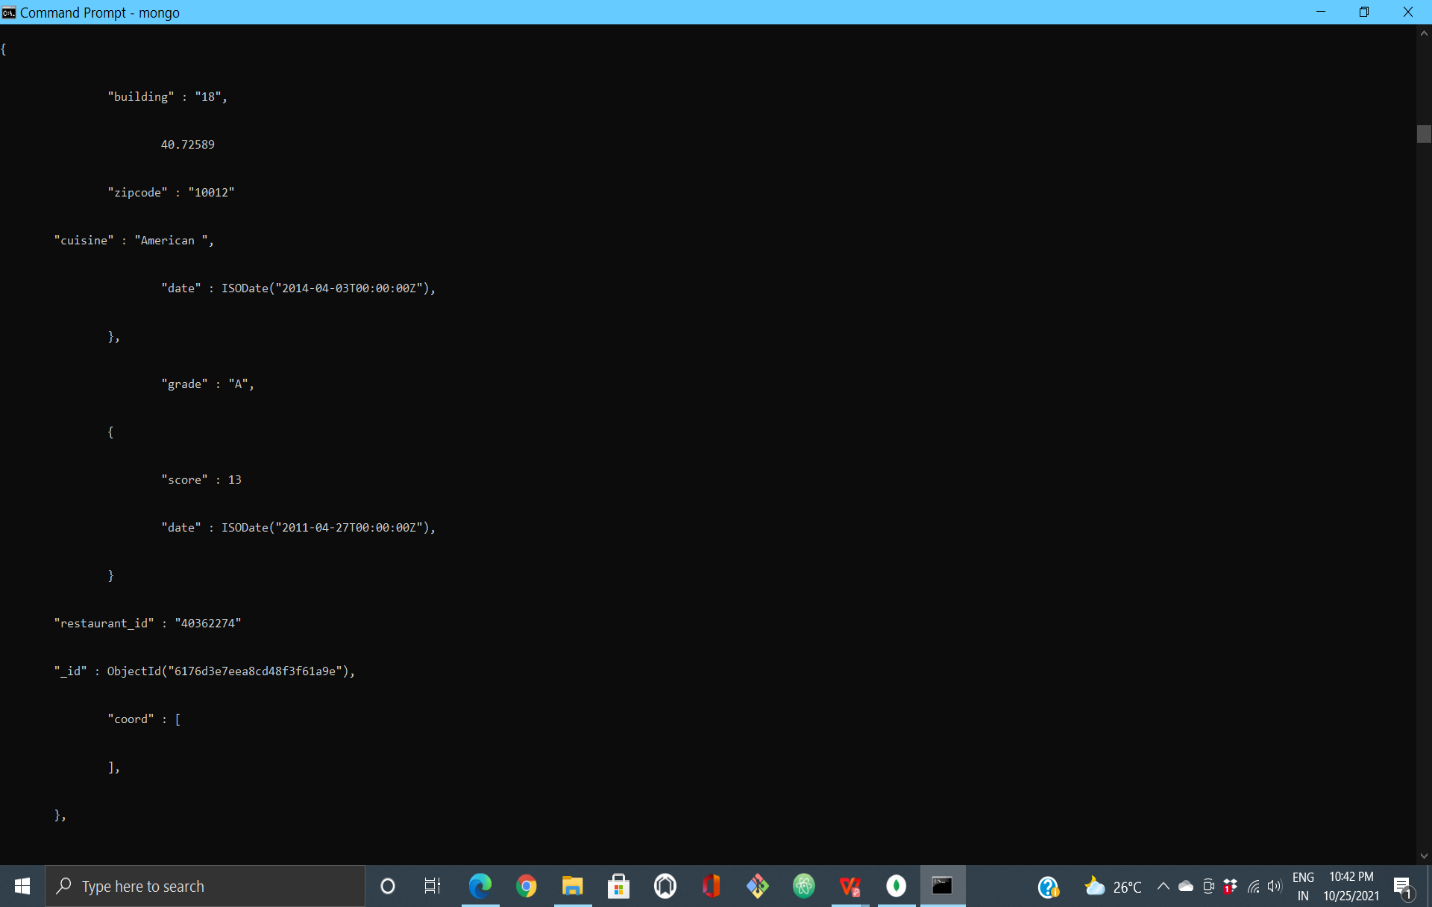 Command Prompt - mongo
{
"building" : "18",
40.72589
"zipcode" : "10012"
"cuisine" : "American ",
"date" : ISODate("2014-04-03T00:00:00Z"),
},
"grade" : "A",
{
"score" : 13
"date" : ISODate("2011-04-27T00:00:00Z"),
}
"restaurant_id" : "40362274"
"_id" : ObjectId("6176d3e7eea8cd48f3f61a9e"),
"coord" : [
],
},
Type here to search
26°C
ENG
IN
10:42 PM
10/25/2021
1